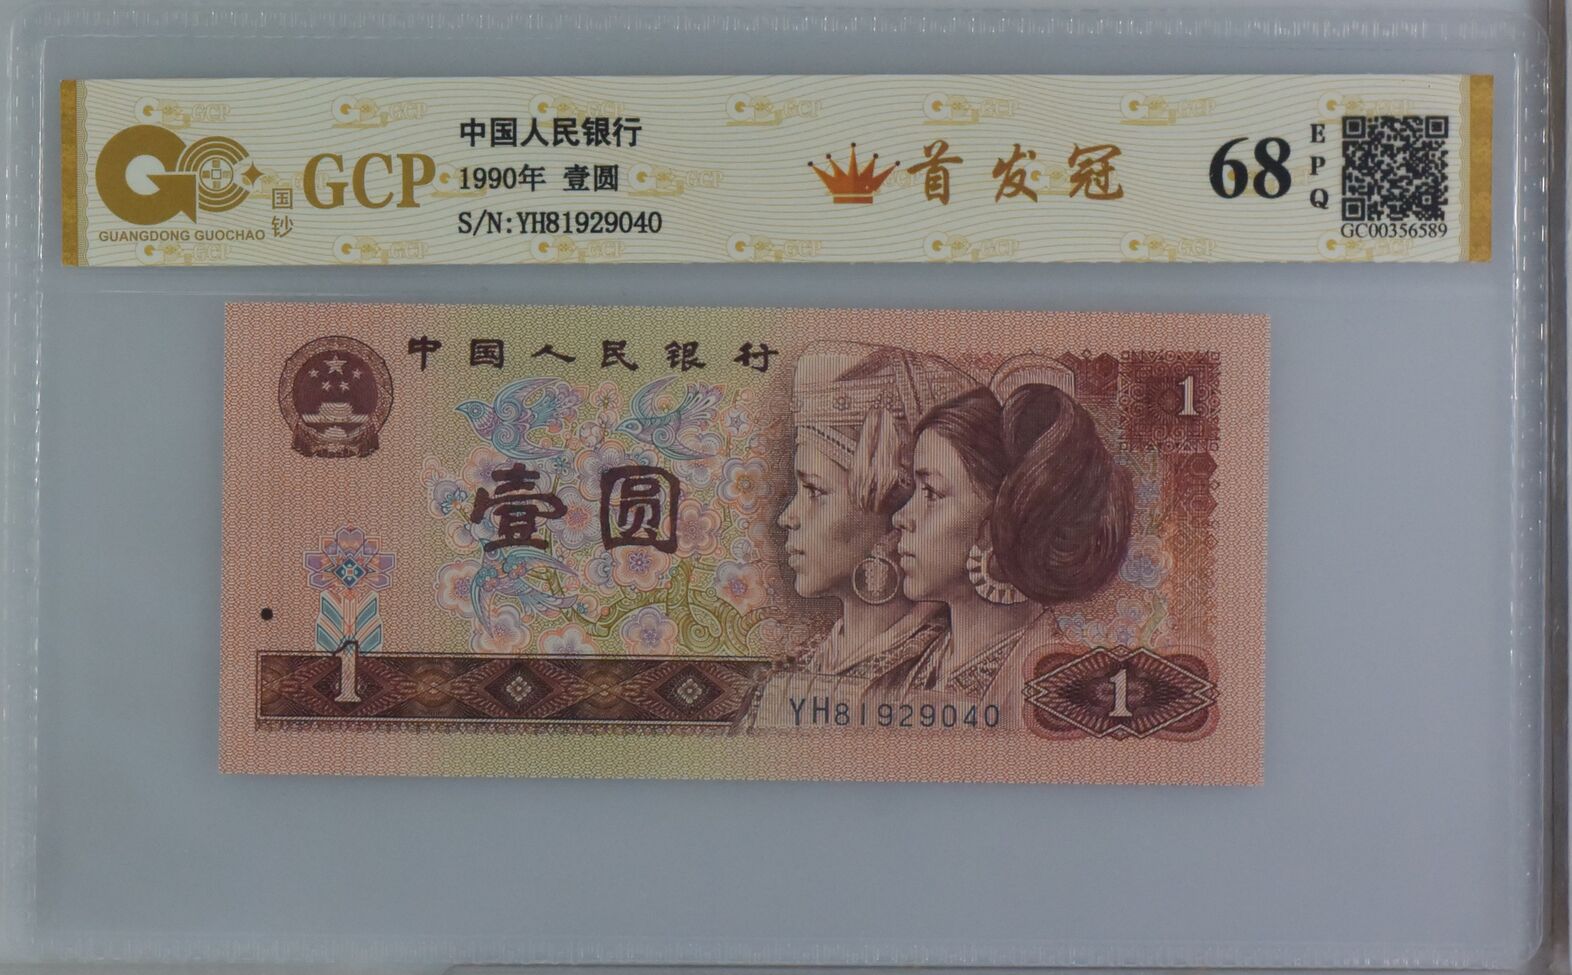 GUANGDONG GUOCHAO
国钞
GCP
中国人民银行
1990年 壹圆
S/N:YH81929040
首发冠
68
EPQ
GC00356589
中国人民银行
1
壹圆
1
YH81929040
1